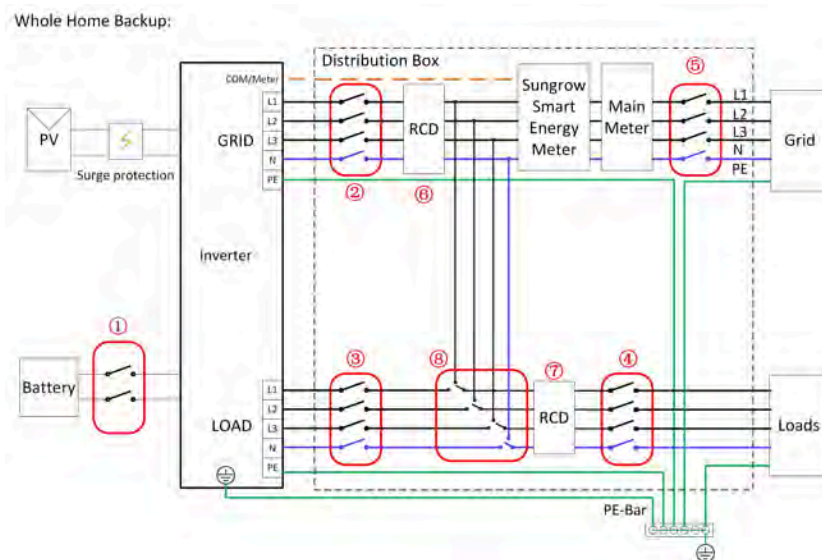 Whole Home Backup:
Distribution Box
⑤
COM/Meter
L1
L2
L3
N
PE
GRID
②
RCD
⑥
Sungrow
Smart
Energy
Meter
Main
Meter
L1
L2
L3
N
PE
Grid
PV
Surge protection
Inverter
①
Battery
③
⑧
⑦
④
L1
L2
L3
N
PE
LOAD
RCD
Loads
PE-Bar